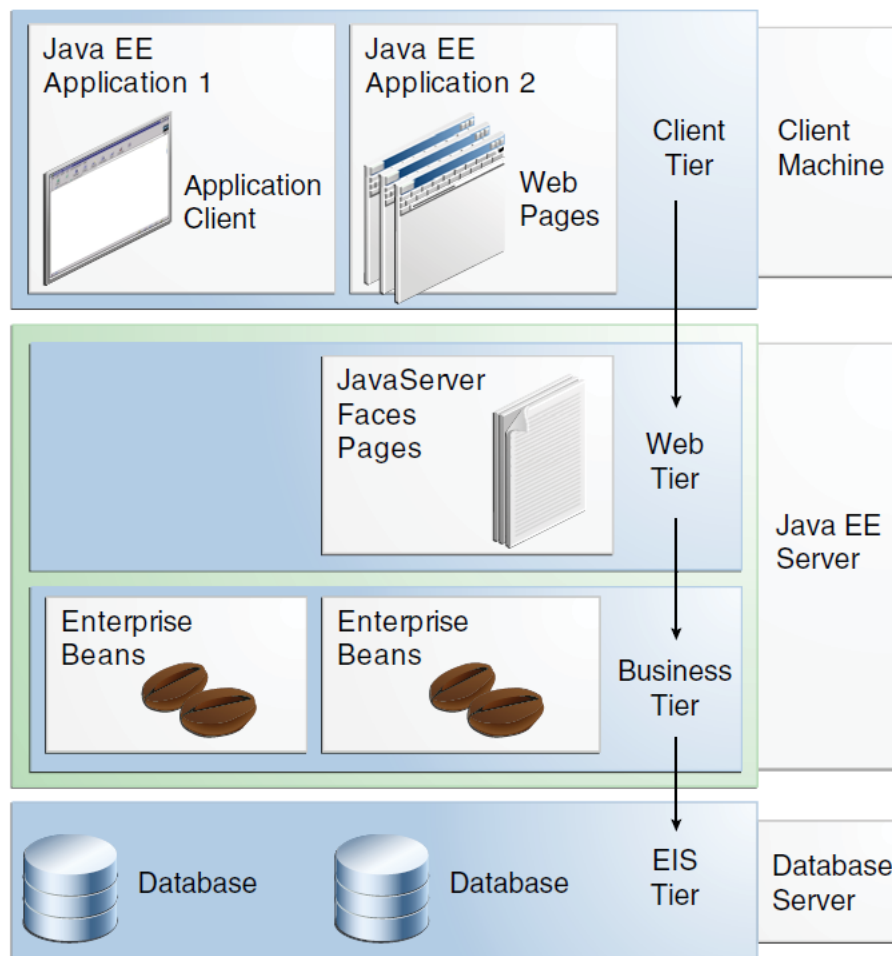 Java EE
Application 1
Application
Client
Java EE
Application 2
Web
Pages
Client
Tier
Client
Machine
JavaServer
Faces
Pages
Web
Tier
Java EE
Server
Enterprise
Beans
Enterprise
Beans
Business
Tier
Database
Database
EIS
Tier
Database
Server